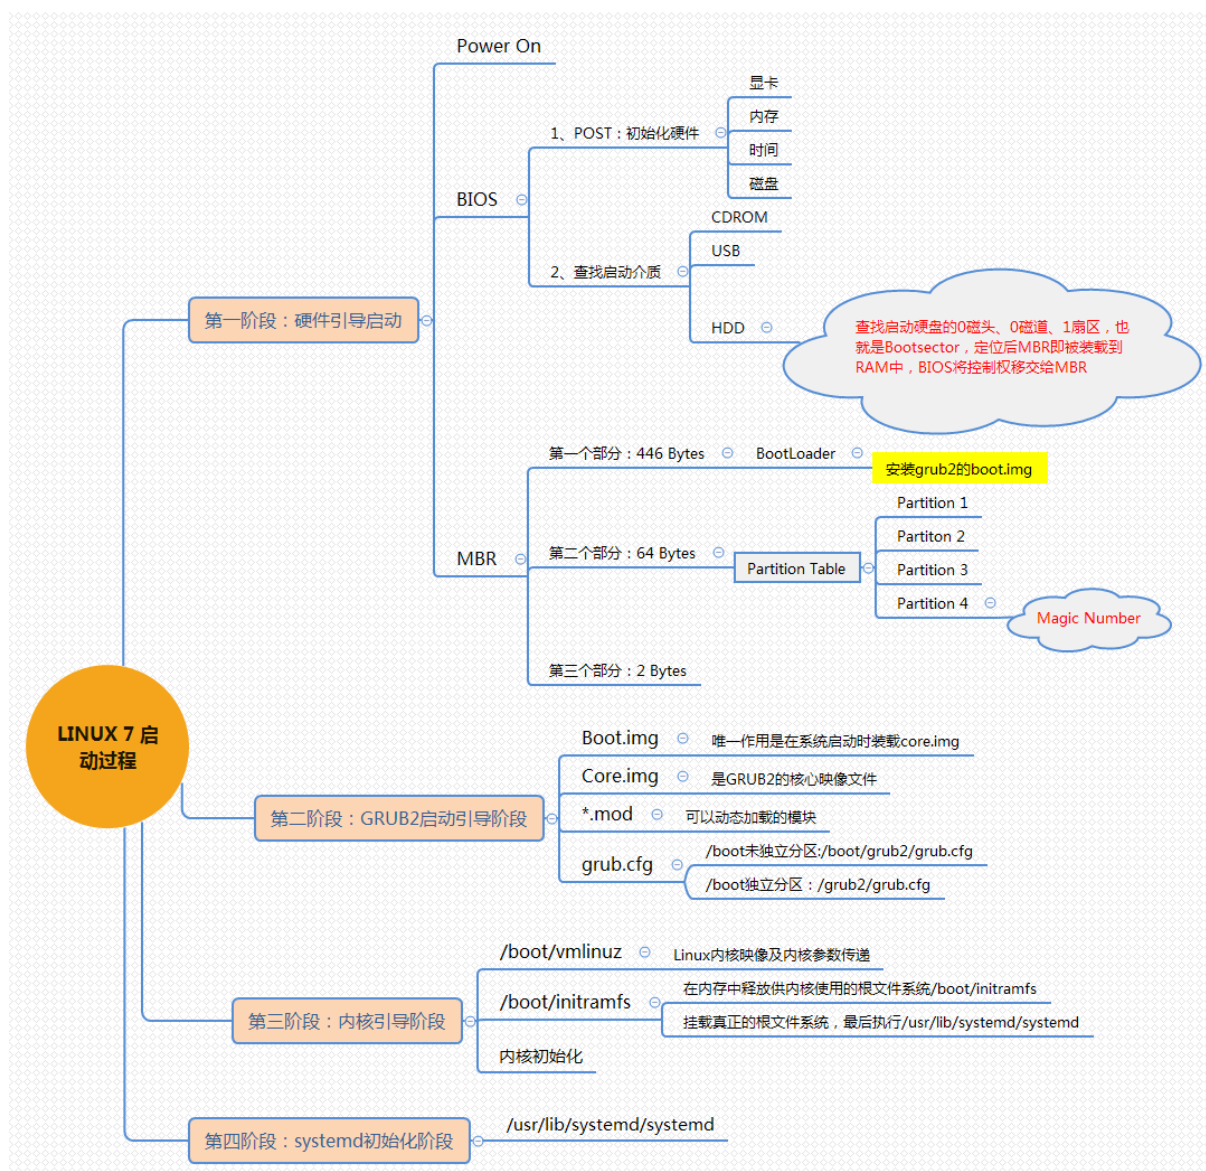 LINUX 7 启
动过程
第一阶段：硬件引导启动
Power On
BIOS
1、POST：初始化硬件
显卡
内存
时间
磁盘
2、查找启动介质
CDROM
USB
HDD
查找启动硬盘的0磁头、0磁道、1扇区，也
就是Bootsector，定位后MBR即被装载到
RAM中，BIOS将控制权移交给MBR
MBR
第一个部分：446 Bytes
BootLoader
安装grub2的boot.img
第二个部分：64 Bytes
Partition Table
Partition 1
Partiton 2
Partition 3
Partition 4
Magic Number
第三个部分：2 Bytes
第二阶段：GRUB2启动引导阶段
Boot.img
唯一作用是在系统启动时装载core.img
Core.img
是GRUB2的核心映像文件
*.mod
可以动态加载的模块
grub.cfg
/boot未独立分区:/boot/grub2/grub.cfg
/boot独立分区：/grub2/grub.cfg
第三阶段：内核引导阶段
/boot/vmlinuz
Linux内核映像及内核参数传递
/boot/initramfs
在内存中释放供内核使用的根文件系统/boot/initramfs
挂载真正的根文件系统，最后执行/usr/lib/systemd/systemd
内核初始化
第四阶段：systemd初始化阶段
/usr/lib/systemd/systemd